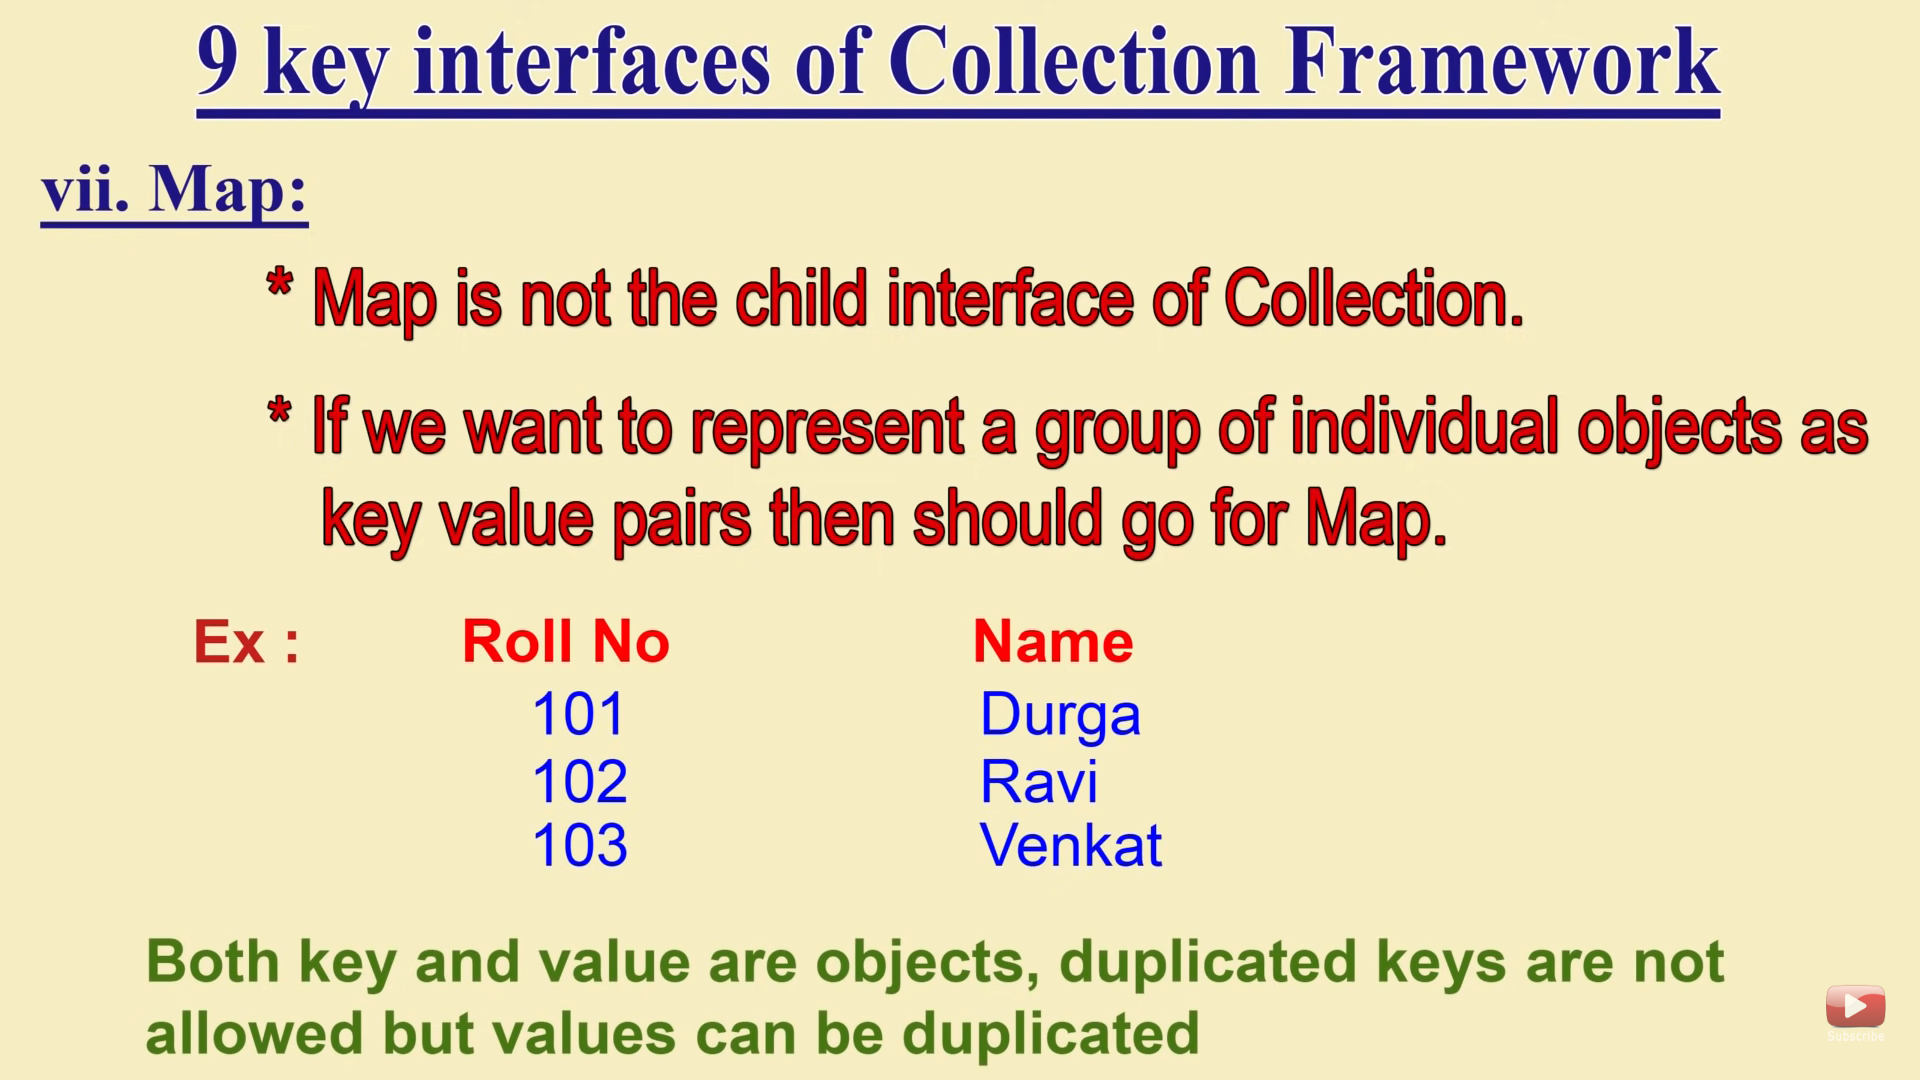 9 key interfaces of Collection Framework
vii. Map:
* Map is not the child interface of Collection.
* If we want to represent a group of individual objects as
key value pairs then should go for Map.
Ex : Roll No Name
101 Durga
102 Ravi
103 Venkat
Both key and value are objects, duplicated keys are not
allowed but values can be duplicated
Subscribe